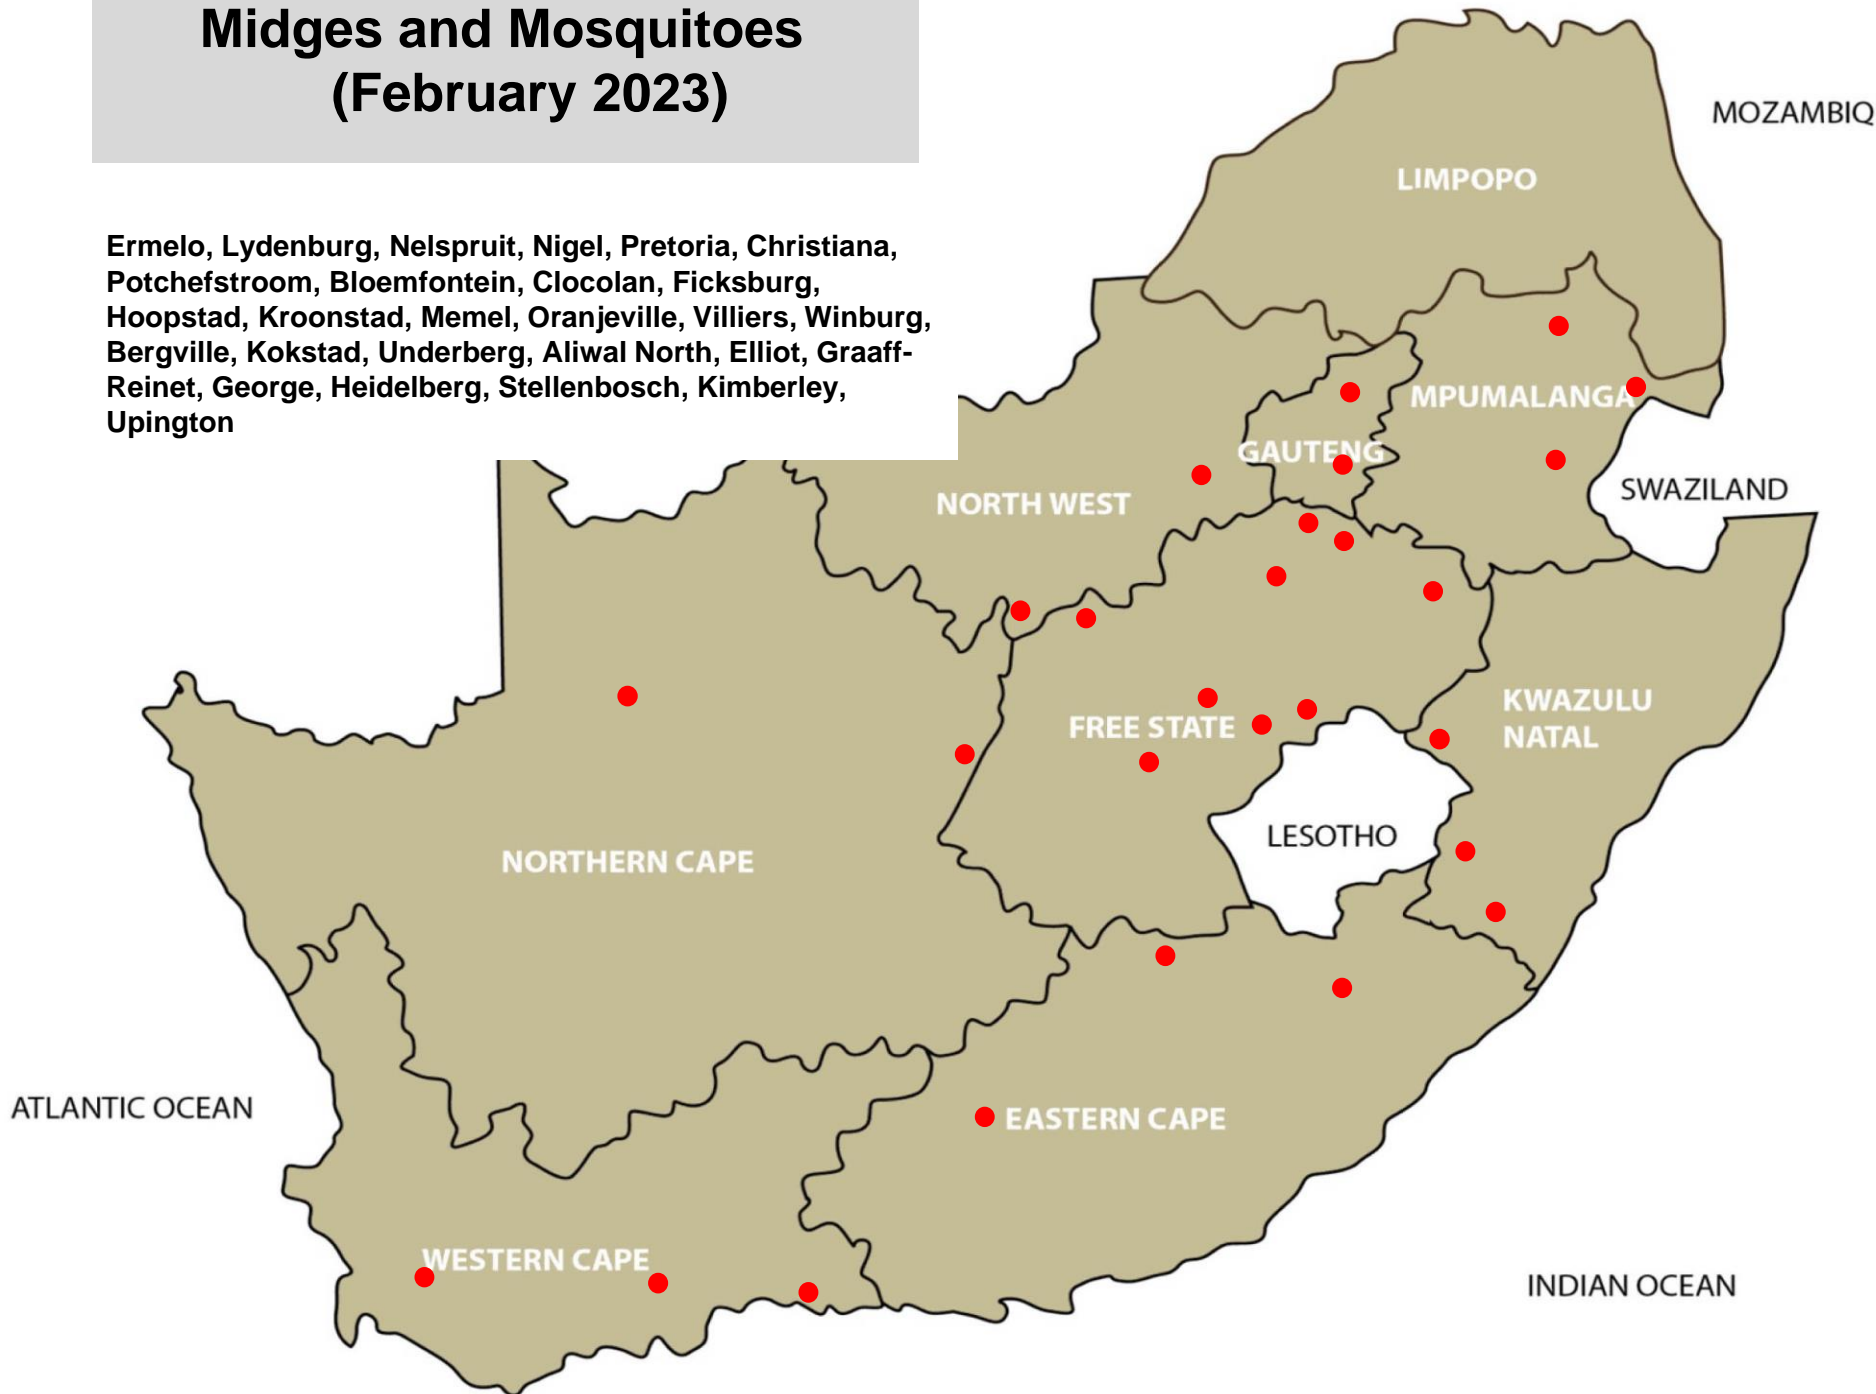 Midges and Mosquitoes
(February 2023)
Ermelo, Lydenburg, Nelspruit, Nigel, Pretoria, Christiana,
Potchefstroom, Bloemfontein, Clocolan, Ficksburg,
Hoopstad, Kroonstad, Memel, Oranjeville, Villiers, Winburg,
Bergville, Kokstad, Underberg, Aliwal North, Elliot, Graaff-
Reinet, George, Heidelberg, Stellenbosch, Kimberley,
Upington
MOZAMBIQ
LIMPOPO
MPUMALANGA
GAUTENG
SWAZILAND
NORTH WEST
KWAZULU
NATAL
FREE STATE
LESOTHO
NORTHERN CAPE
ATLANTIC OCEAN
EASTERN CAPE
WESTERN CAPE
INDIAN OCEAN